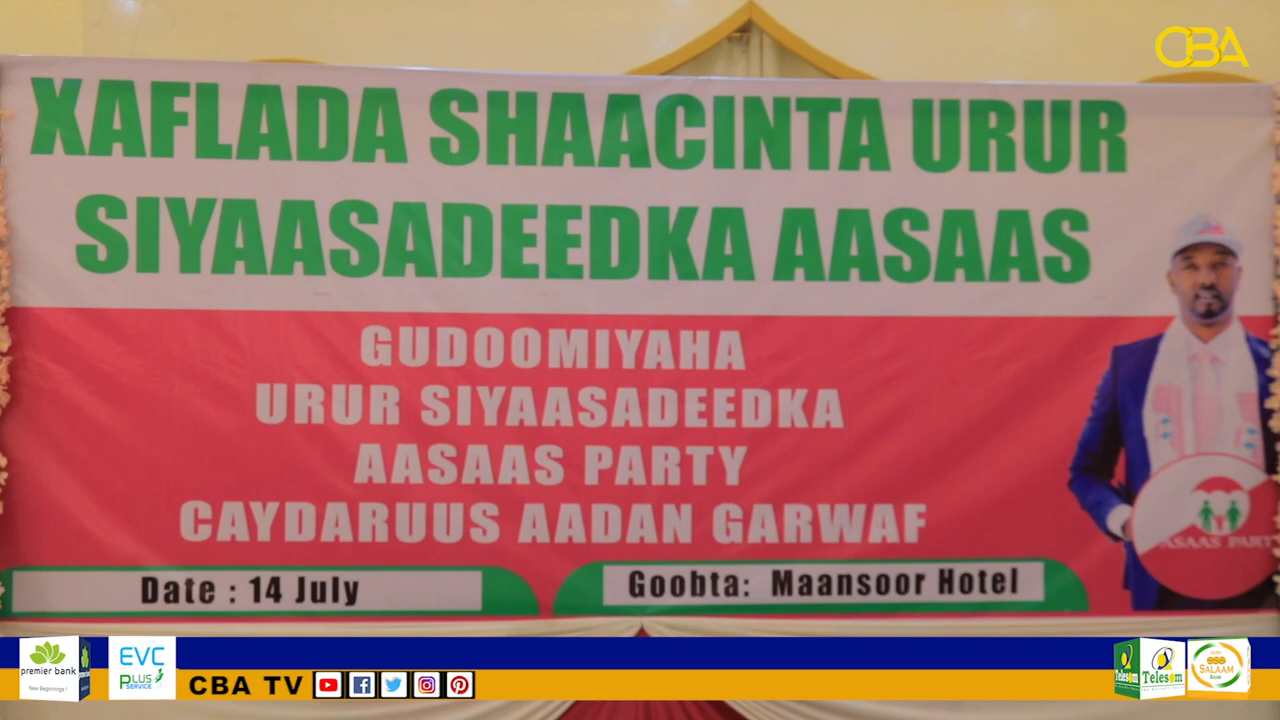 CBA
XAFLADA SHAACINTA URUR
SIYAASADEEDKA AASAAS
GUDOOMIYAHA
URUR SIYAASADEEDKA
AASAAS PARTY
CAYDARUUS AADAN GARWAF
ASAAS PARTY
Date : 14 July
Goobta: Maansoor Hotel
premier bank
New Beginnings !
EVC
PLUS
SERVICE
CBA TV
Telesom
SALAAM
BANK